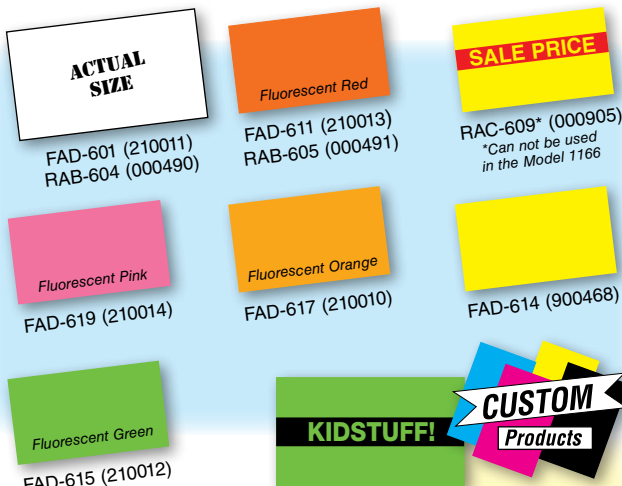 ACTUAL
SIZE
FAD-601 (210011)
RAB-604 (000490)
Fluorescent Red
FAD-611 (210013)
RAB-605 (000491)
SALE PRICE
RAC-609* (000905)
*Can not be used
in the Model 1166
Fluorescent Pink
FAD-619 (210014)
Fluorescent Orange
FAD-617 (210010)
FAD-614 (900468)
Fluorescent Green
FAD-615 (210012)
KIDSTUFF!
CUSTOM
Products